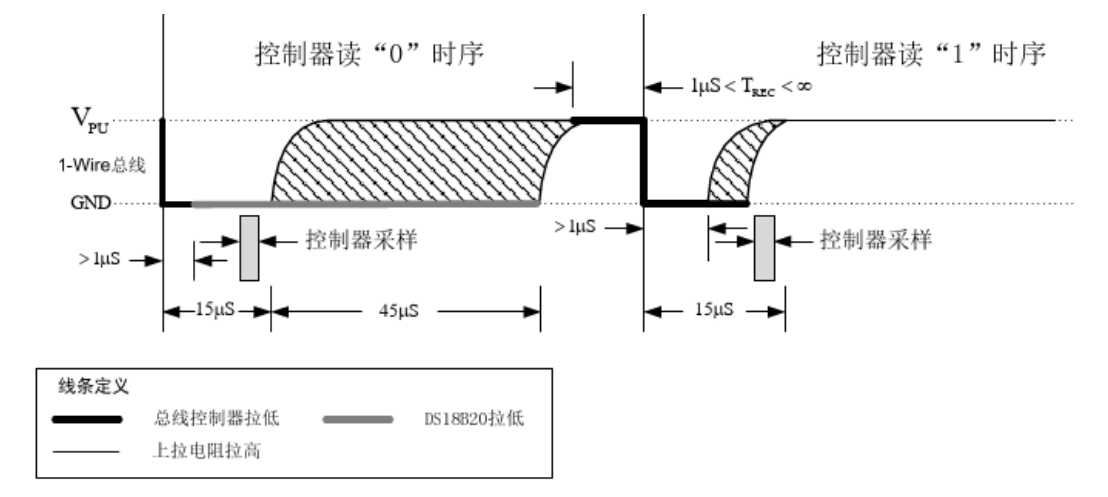 控制器读“0”时序
控制器读“1”时序
1μS < TREC < ∞
VPU
1-Wire总线
GND
控制器采样
>1μS
>1μS
控制器采样
15μS
45μS
15μS
线条定义
总线控制器拉低
DS18B20拉低
上拉电阻拉高